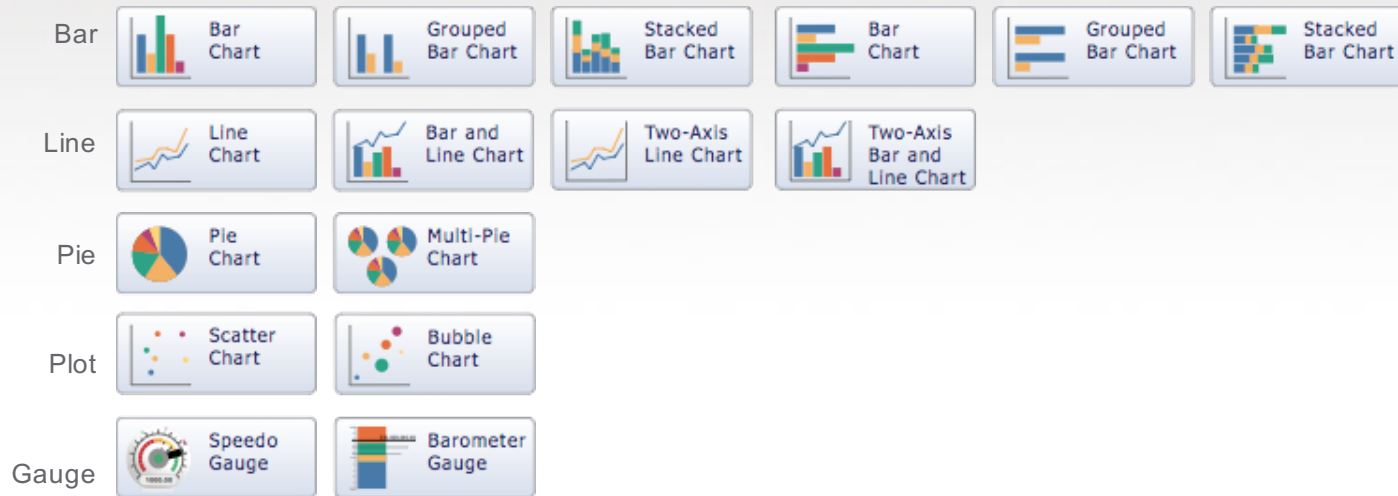 Bar
Bar
Chart
Grouped
Bar Chart
Stacked
Bar Chart
Bar
Chart
Grouped
Bar Chart
Stacked
Bar Chart
Line
Line
Chart
Bar and
Line Chart
Two-Axis
Line Chart
Two-Axis
Bar and
Line Chart
Pie
Pie
Chart
Multi-Pie
Chart
Plot
Scatter
Chart
Bubble
Chart
Gauge
Speedo
Gauge
1000.00
Barometer
Gauge